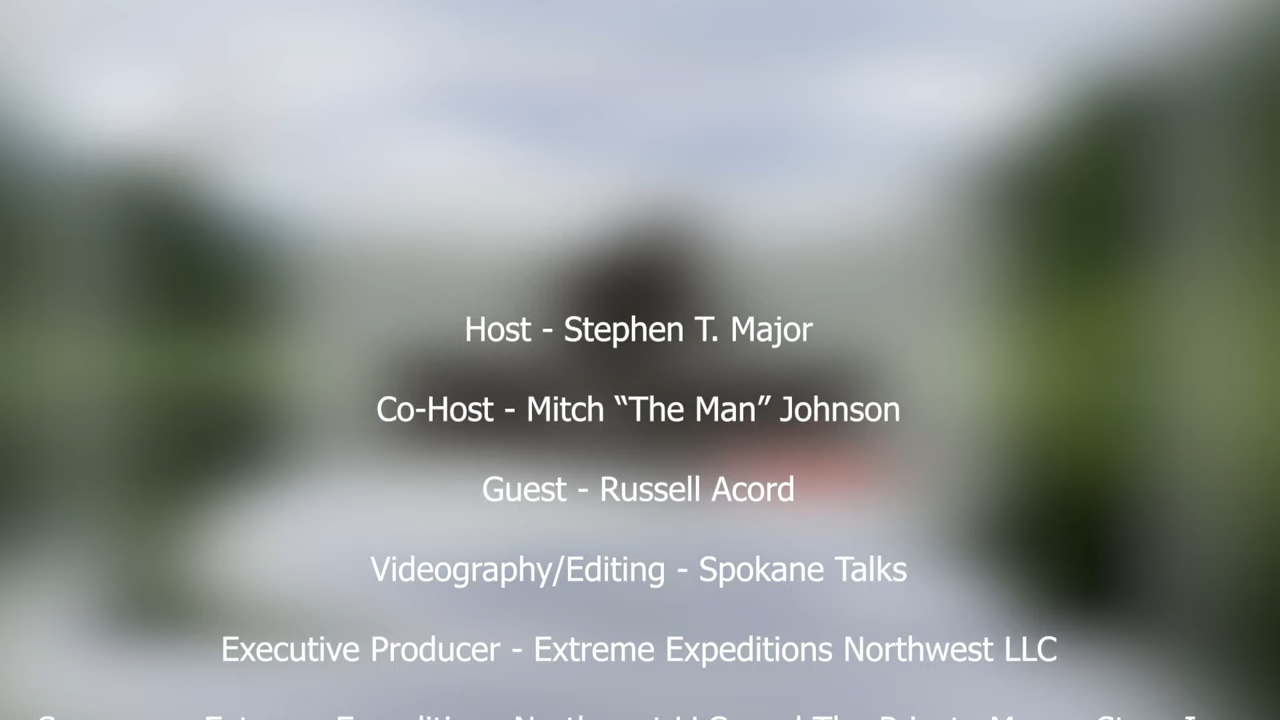 Host - Stephen T. Major
Co-Host - Mitch “The Man” Johnson
Guest - Russell Acord
Videography/Editing - Spokane Talks
Executive Producer - Extreme Expeditions Northwest LLC